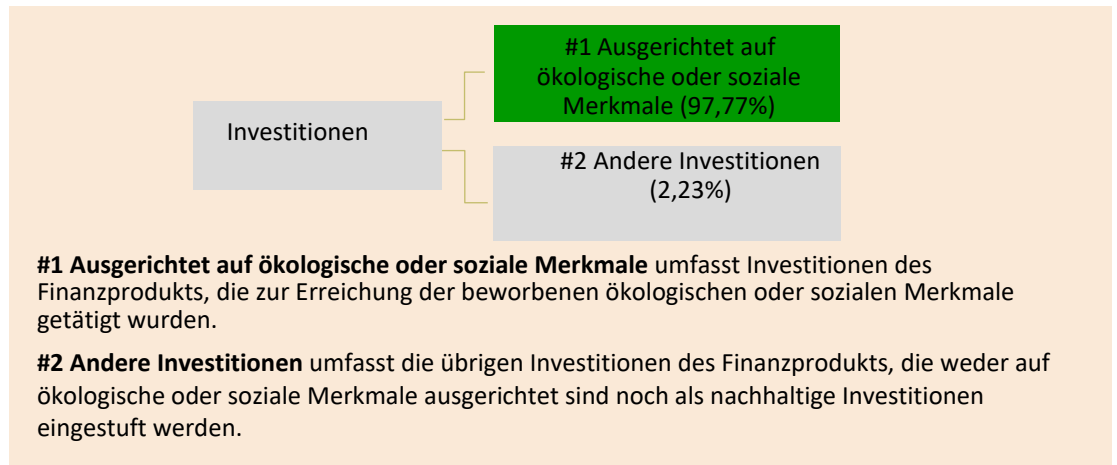 #1 Ausgerichtet auf
ökologische oder soziale
Merkmale (97,77%)
Investitionen
#2 Andere Investitionen
(2,23%)
#1 Ausgerichtet auf ökologische oder soziale Merkmale umfasst Investitionen des
Finanzprodukts, die zur Erreichung der beworbenen ökologischen oder sozialen Merkmale
getätigt wurden.
#2 Andere Investitionen umfasst die übrigen Investitionen des Finanzprodukts, die weder auf
ökologische oder soziale Merkmale ausgerichtet sind noch als nachhaltige Investitionen
eingestuft werden.